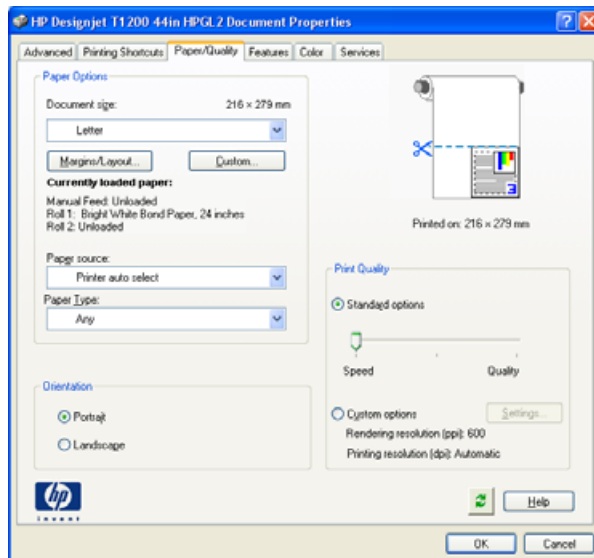 HP Designjet T1200 44in HPGL2 Document Properties
Advanced
Printing Shortcuts
Paper/Quality
Features
Color
Services
Paper Options
Document size:
216 × 279 mm
Letter
Margins/Layout...
Custom...
Currently loaded paper:
Manual Feed: Unloaded
Roll 1: Bright White Bond Paper, 24 inches
Roll 2: Unloaded
Paper source:
Printer auto select
Paper Type:
Any
Orientation
Portrait
Landscape
3
Printed on: 216 × 279 mm
Print Quality
Standard options
Speed
Quality
Custom options
Settings...
Rendering resolution (ppi): 600
Printing resolution (dpi): Automatic
hp
invent
Help
OK
Cancel